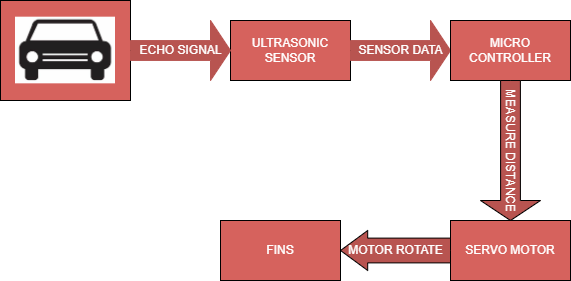 ECHO SIGNAL
ULTRASONIC
SENSOR
SENSOR DATA
MICRO
CONTROLLER
MEASURE DISTANCE
SERVO MOTOR
MOTOR ROTATE
FINS